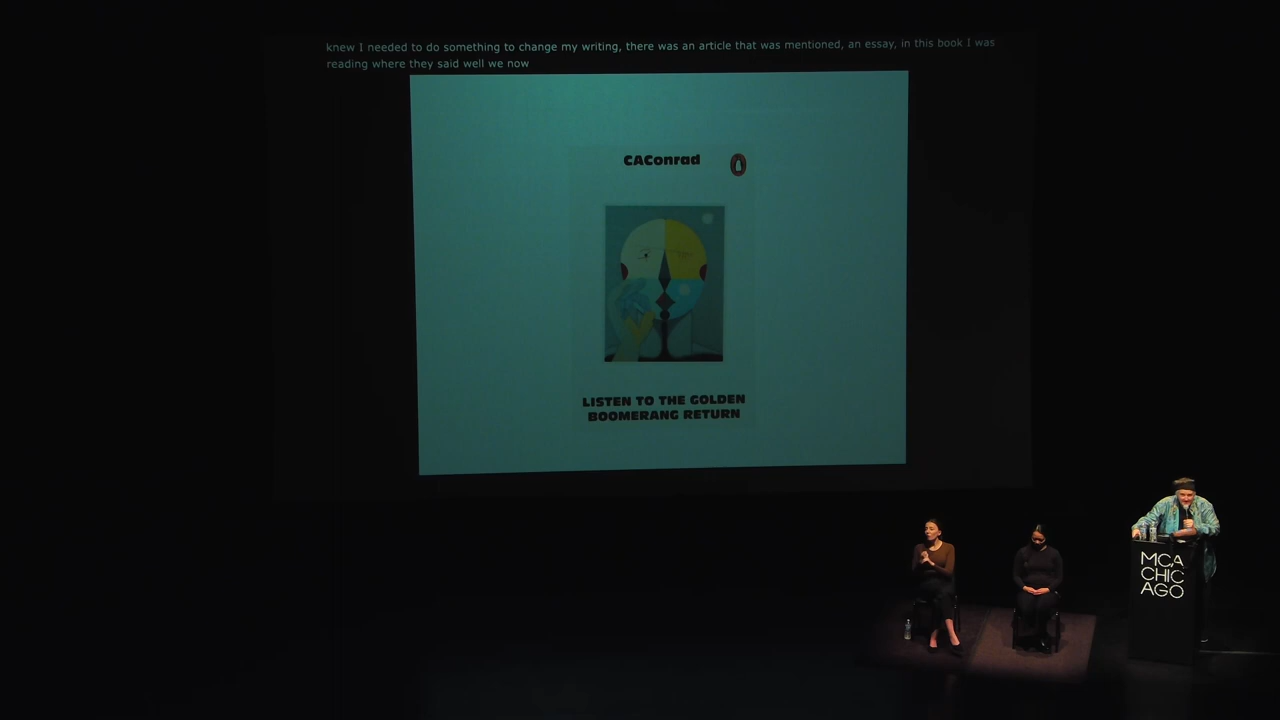 knew I needed to do something to change my writing, there was an article that was mentioned, an essay, in this book I was
reading where they said well we now
CAConrad
LISTEN TO THE GOLDEN
BOOMERANG RETURN
MCA
CHIC
AGO